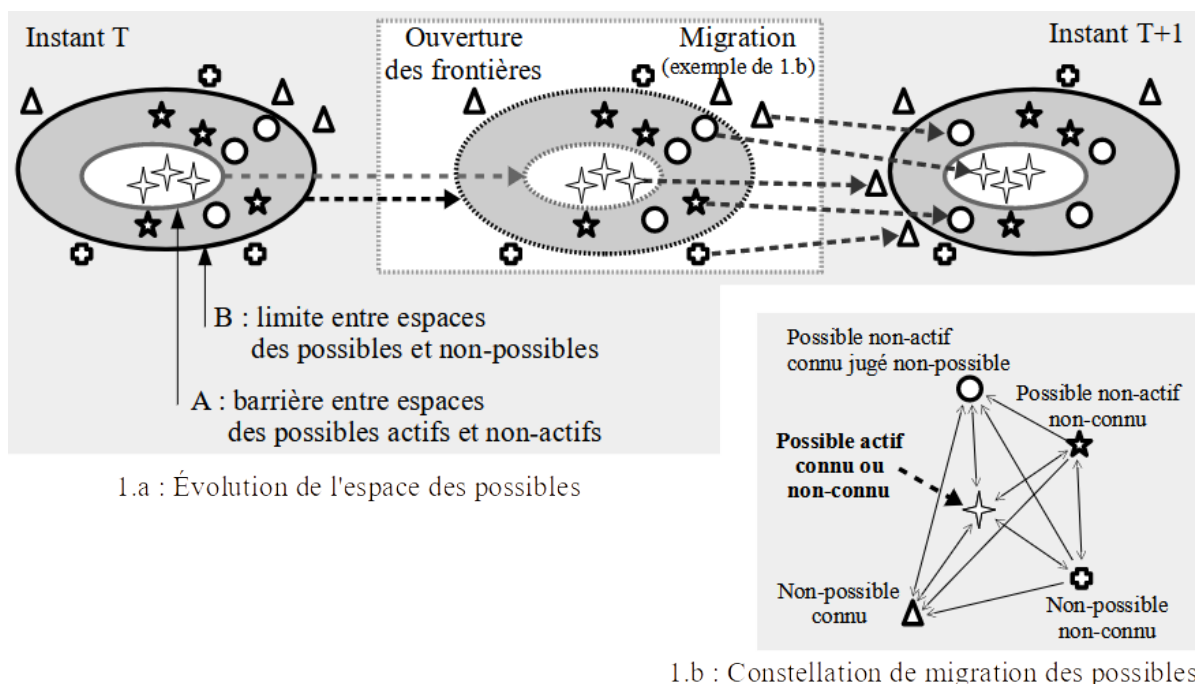 Instant T
Ouverture
des frontières
Migration
(exemple de 1.b)
Instant T+1
B : limite entre espaces
des possibles et non-possibles
A : barrière entre espaces
des possibles actifs et non-actifs
1.a : Évolution de l'espace des possibles
Possible non-actif
connu jugé non-possible
Possible non-actif
non-connu
Possible actif
connu ou
non-connu
Non-possible
connu
Non-possible
non-connu
1.b : Constellation de migration des possibles